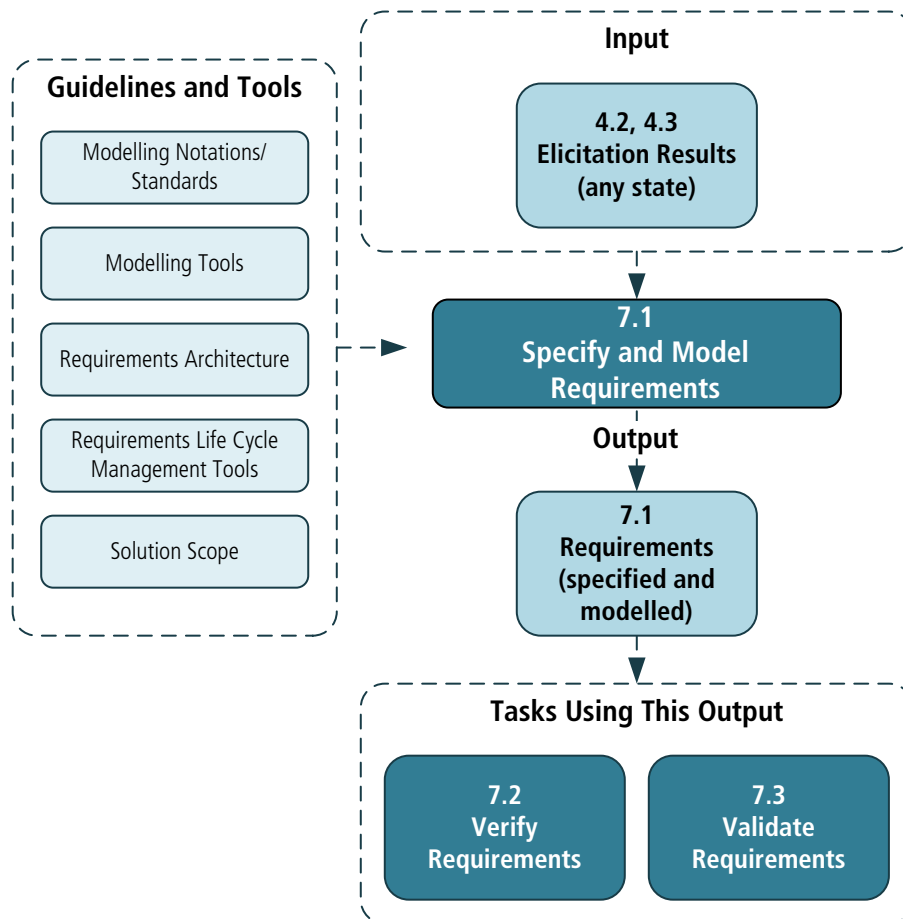 Input
4.2, 4.3
Elicitation Results
(any state)
Guidelines and Tools
Modelling Notations/
Standards
Modelling Tools
Requirements Architecture
Requirements Life Cycle
Management Tools
Solution Scope
7.1
Specify and Model
Requirements
Output
7.1
Requirements
(specified and
modelled)
Tasks Using This Output
7.2
Verify
Requirements
7.3
Validate
Requirements